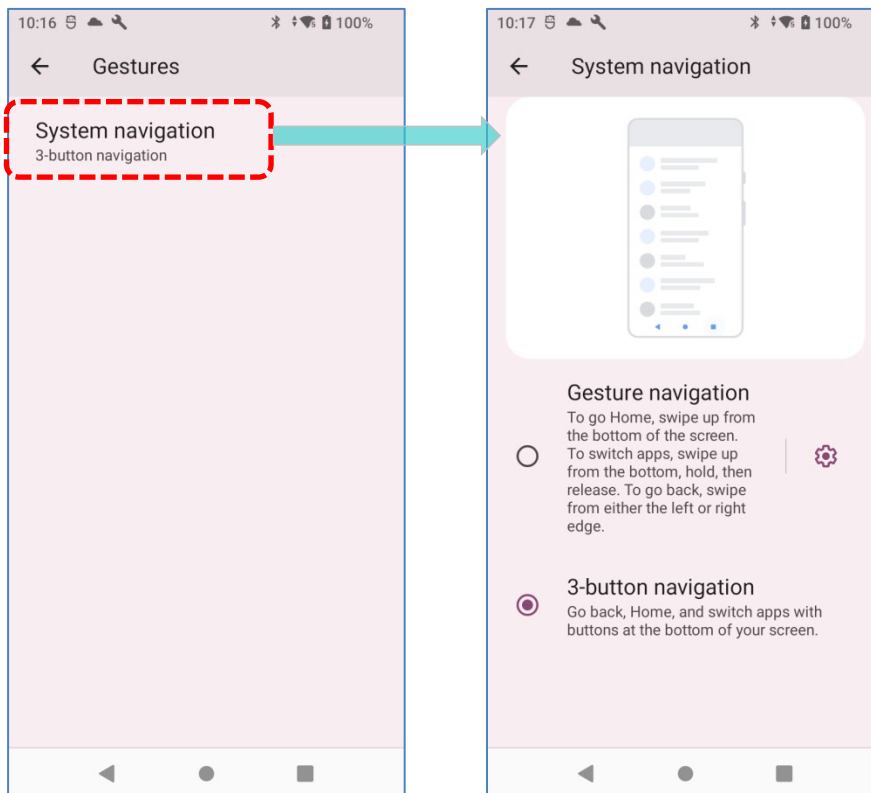 10:16 100%
Gestures
System navigation
3-button navigation
10:17 100%
System navigation
Gesture navigation
To go Home, swipe up from
the bottom of the screen.
To switch apps, swipe up
from the bottom, hold, then
release. To go back, swipe
from either the left or right
edge.
3-button navigation
Go back, Home, and switch apps with
buttons at the bottom of your screen.